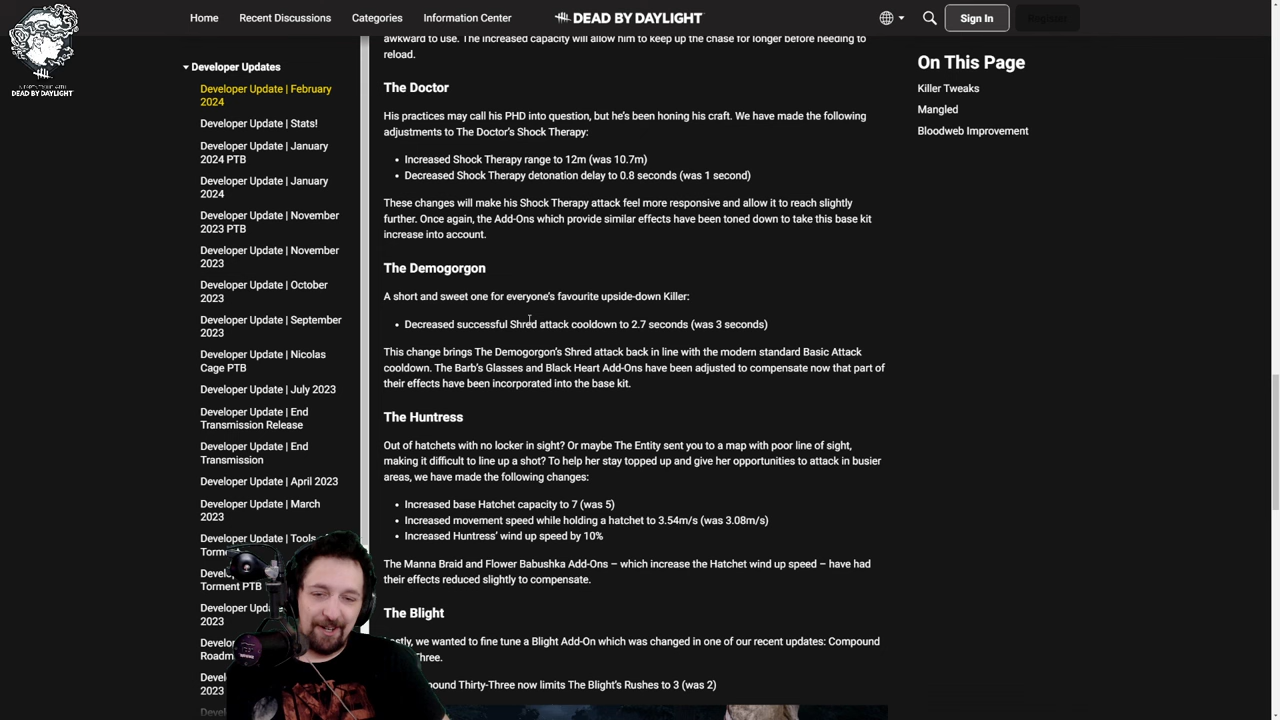 Home
Recent Discussions
Categories
Information Center
DEAD BY DAYLIGHT
Sign In
Register
DEAD BY DAYLIGHT
Developer Updates
Developer Update | February
2024
Developer Update | Stats!
Developer Update | January
2024 PTB
Developer Update | January
2024
Developer Update | November
2023 PTB
Developer Update | November
2023
Developer Update | October
2023
Developer Update | September
2023
Developer Update | Nicolas
Cage PTB
Developer Update | July 2023
Developer Update | End
Transmission Release
Developer Update | End
Transmission
Developer Update | April 2023
Developer Update | March
2023
Developer Update | Tools
Torment PTB
Developer Upda
2023
awkward to use. The increased capacity will allow him to keep up the chase for longer before needing to
reload.
The Doctor
His practices may call his PHD into question, but he's been honing his craft. We have made the following
adjustments to The Doctor's Shock Therapy:
• Increased Shock Therapy range to 12m (was 10.7m)
• Decreased Shock Therapy detonation delay to 0.8 seconds (was 1 second)
These changes will make his Shock Therapy attack feel more responsive and allow it to reach slightly
further. Once again, the Add-Ons which provide similar effects have been toned down to take this base kit
increase into account.
The Demogorgon
A short and sweet one for everyone's favourite upside-down Killer:
• Decreased successful Shred attack cooldown to 2.7 seconds (was 3 seconds)
This change brings The Demogorgon's Shred attack back in line with the modern standard Basic Attack
cooldown. The Barb's Glasses and Black Heart Add-Ons have been adjusted to compensate now that part of
their effects have been incorporated into the base kit.
The Huntress
Out of hatchets with no locker in sight? Or maybe The Entity sent you to a map with poor line of sight,
making it difficult to line up a shot? To help her stay topped up and give her opportunities to attack in busier
areas, we have made the following changes:
• Increased base Hatchet capacity to 7 (was 5)
• Increased movement speed while holding a hatchet to 3.54m/s (was 3.08m/s)
• Increased Huntress' wind up speed by 10%
The Manna Braid and Flower Babushka Add-Ons – which increase the Hatchet wind up speed – have had
their effects reduced slightly to compensate.
The Blight
we wanted to fine tune a Blight Add-On which was changed in one of our recent updates: Compound
Three.
Thirty-Three now limits The Blight's Rushes to 3 (was 2)
On This Page
Killer Tweaks
Mangled
Bloodweb Improvement